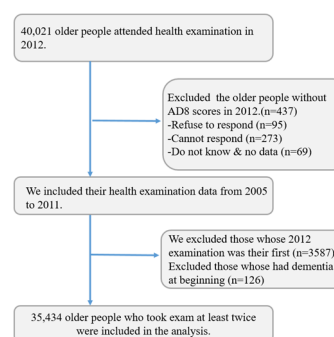 40,021 older people attended health examination in
2012.
Excluded  the older people without
AD8 scores in 2012.(n=437)
-Refuse to respond (n=95)
-Cannot respond (n=273)
-Do not know & no data (n=69)
We included their health examination data from 2005
to 2011.
We excluded those whose 2012
examination was their first (n=3587)
Excluded those whose had dementia
at beginning (n=126)
35,434 older people who took exam at least twice
were included in the analysis.